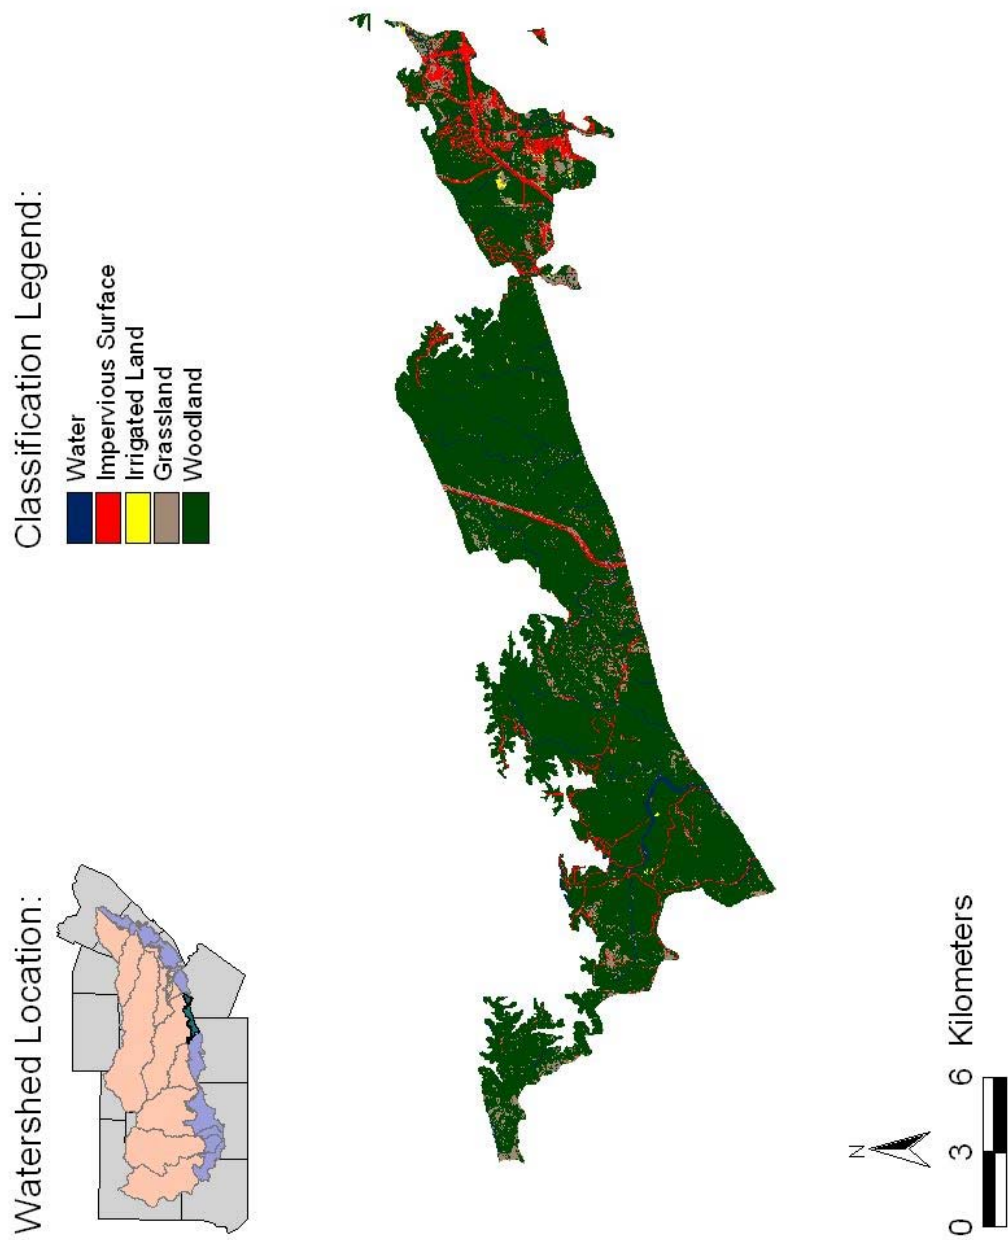 Watershed Location:
Classification Legend:
Water
Impervious Surface
Irrigated Land
Grassland
Woodland
N
0 3 6 Kilometers